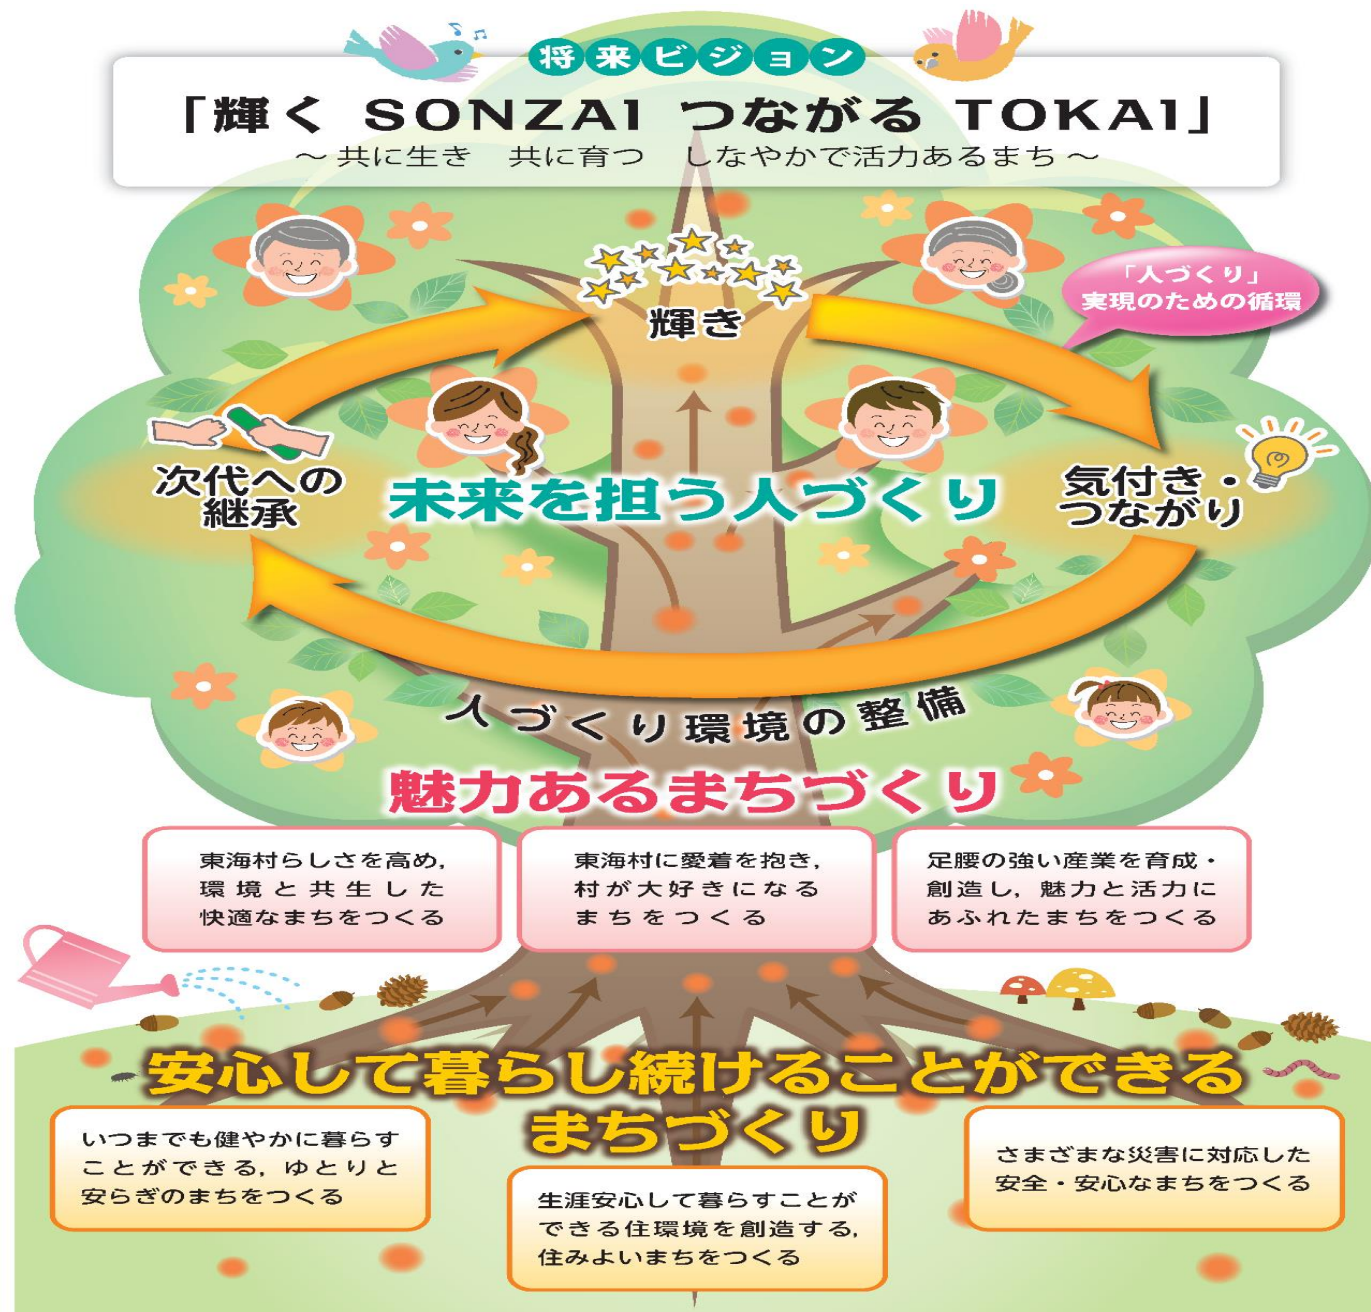 将来ビジョン
「輝く SONZAI つながる TOKAI」
～共に生き　共に育つ　しなやかで活力あるまち～
「人づくり」
実現のための循環
輝き
次代への
継承
未来を担う人づくり
気付き・
つながり
人づくり環境の整備
魅力あるまちづくり
東海村らしさを高め，
環境と共生した
快適なまちをつくる
東海村に愛着を抱き，
村が大好きになる
まちをつくる
足腰の強い産業を育成・
創造し，魅力と活力に
あふれたまちをつくる
安心して暮らし続けることができる
まちづくり
いつまでも健やかに暮らす
ことができる，ゆとりと
安らぎのまちをつくる
生涯安心して暮らすことが
できる住環境を創造する，
住みよいまちをつくる
さまざまな災害に対応した
安全・安心なまちをつくる